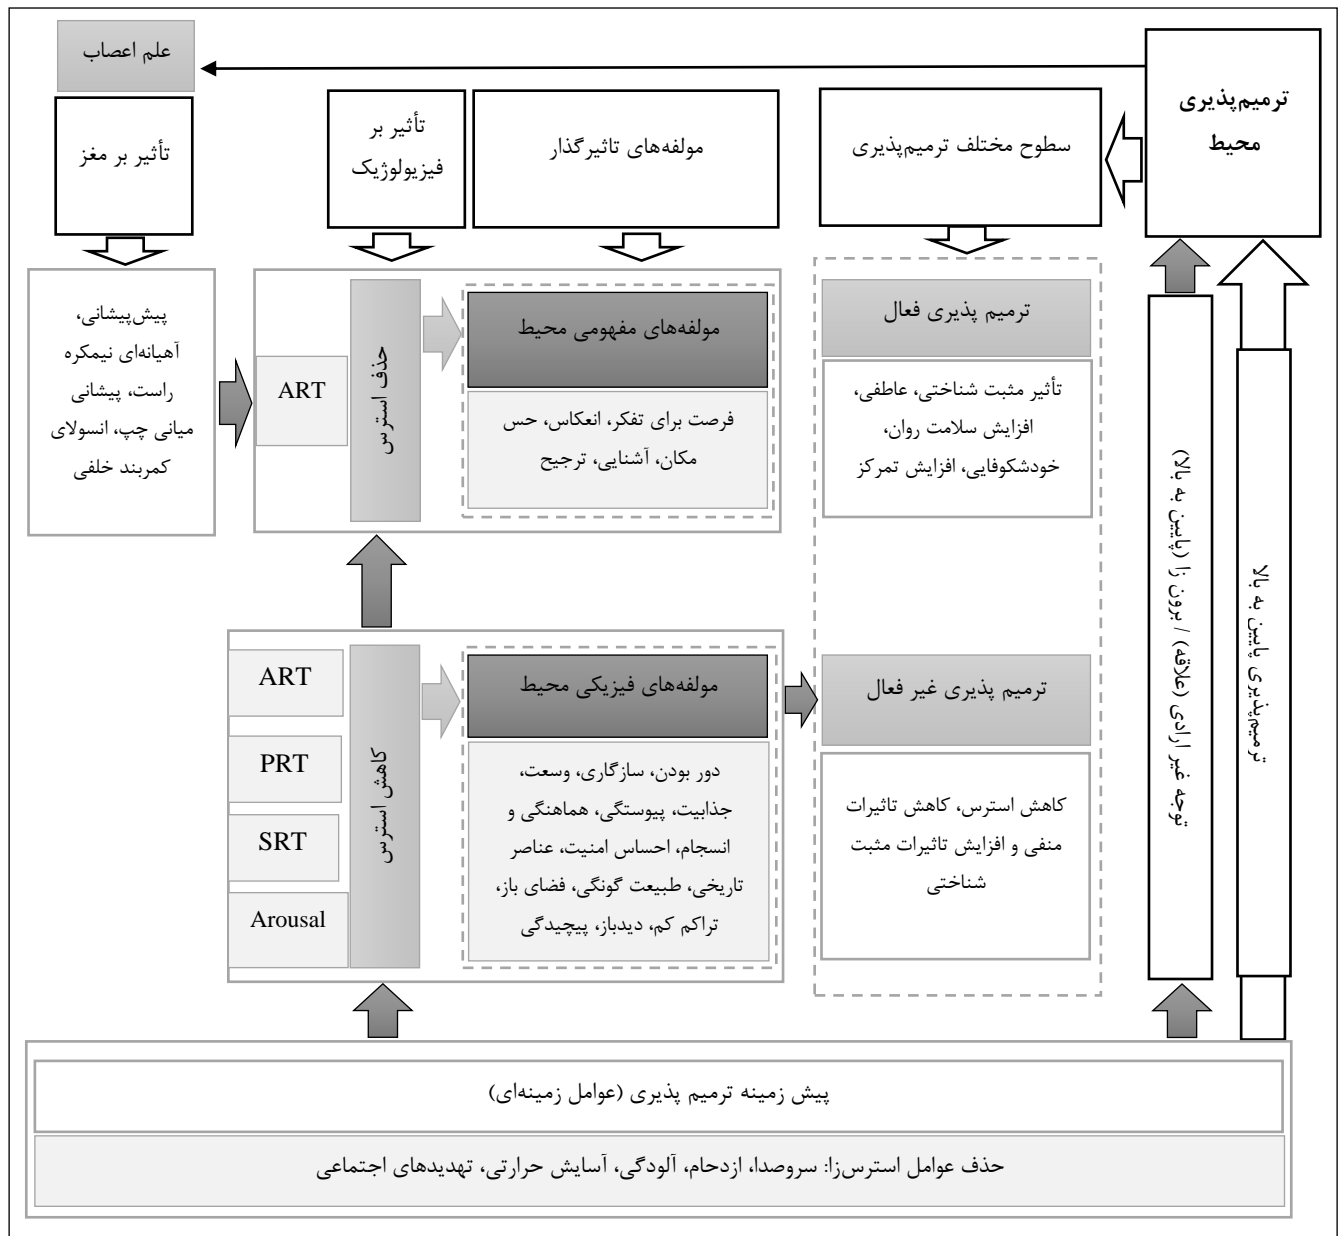 علم اعصاب
ترمیم‌پذیری
محیط
تأثیر بر مغز
تأثیر بر
فیزیولوژیک
مولفه‌های تاثیرگذار
سطوح مختلف ترمیم‌پذیری
پیش‌پیشانی،
آهیانه‌ای نیمکره
راست، پیشانی
میانی چپ، انسولای
کمربند خلفی
ART
حذف استرس
مولفه‌های مفهومی محیط
فرصت برای تفکر، انعکاس، حس
مکان، آشنایی، ترجیح
ترمیم پذیری فعال
تأثیر مثبت شناختی، عاطفی،
افزایش سلامت روان،
خودشکوفایی، افزایش تمرکز
توجه غیر ارادی (علاقه) / برون زا (پایین به بالا)
ترمیم‌پذیری پایین به بالا
ART
PRT
SRT
Arousal
کاهش استرس
مولفه‌های فیزیکی محیط
دور بودن، سازگاری، وسعت،
جذابیت، پیوستگی، هماهنگی و
انسجام، احساس امنیت، عناصر
تاریخی، طبیعت گونگی، فضای باز،
تراکم کم، دیدباز، پیچیدگی
ترمیم پذیری غیر فعال
کاهش استرس، کاهش تاثیرات
منفی و افزایش تاثیرات مثبت
شناختی
پیش زمینه ترمیم پذیری (عوامل زمینه‌ای)
حذف عوامل استرس‌زا: سروصدا، ازدحام، آلودگی، آسایش حرارتی، تهدیدهای اجتماعی